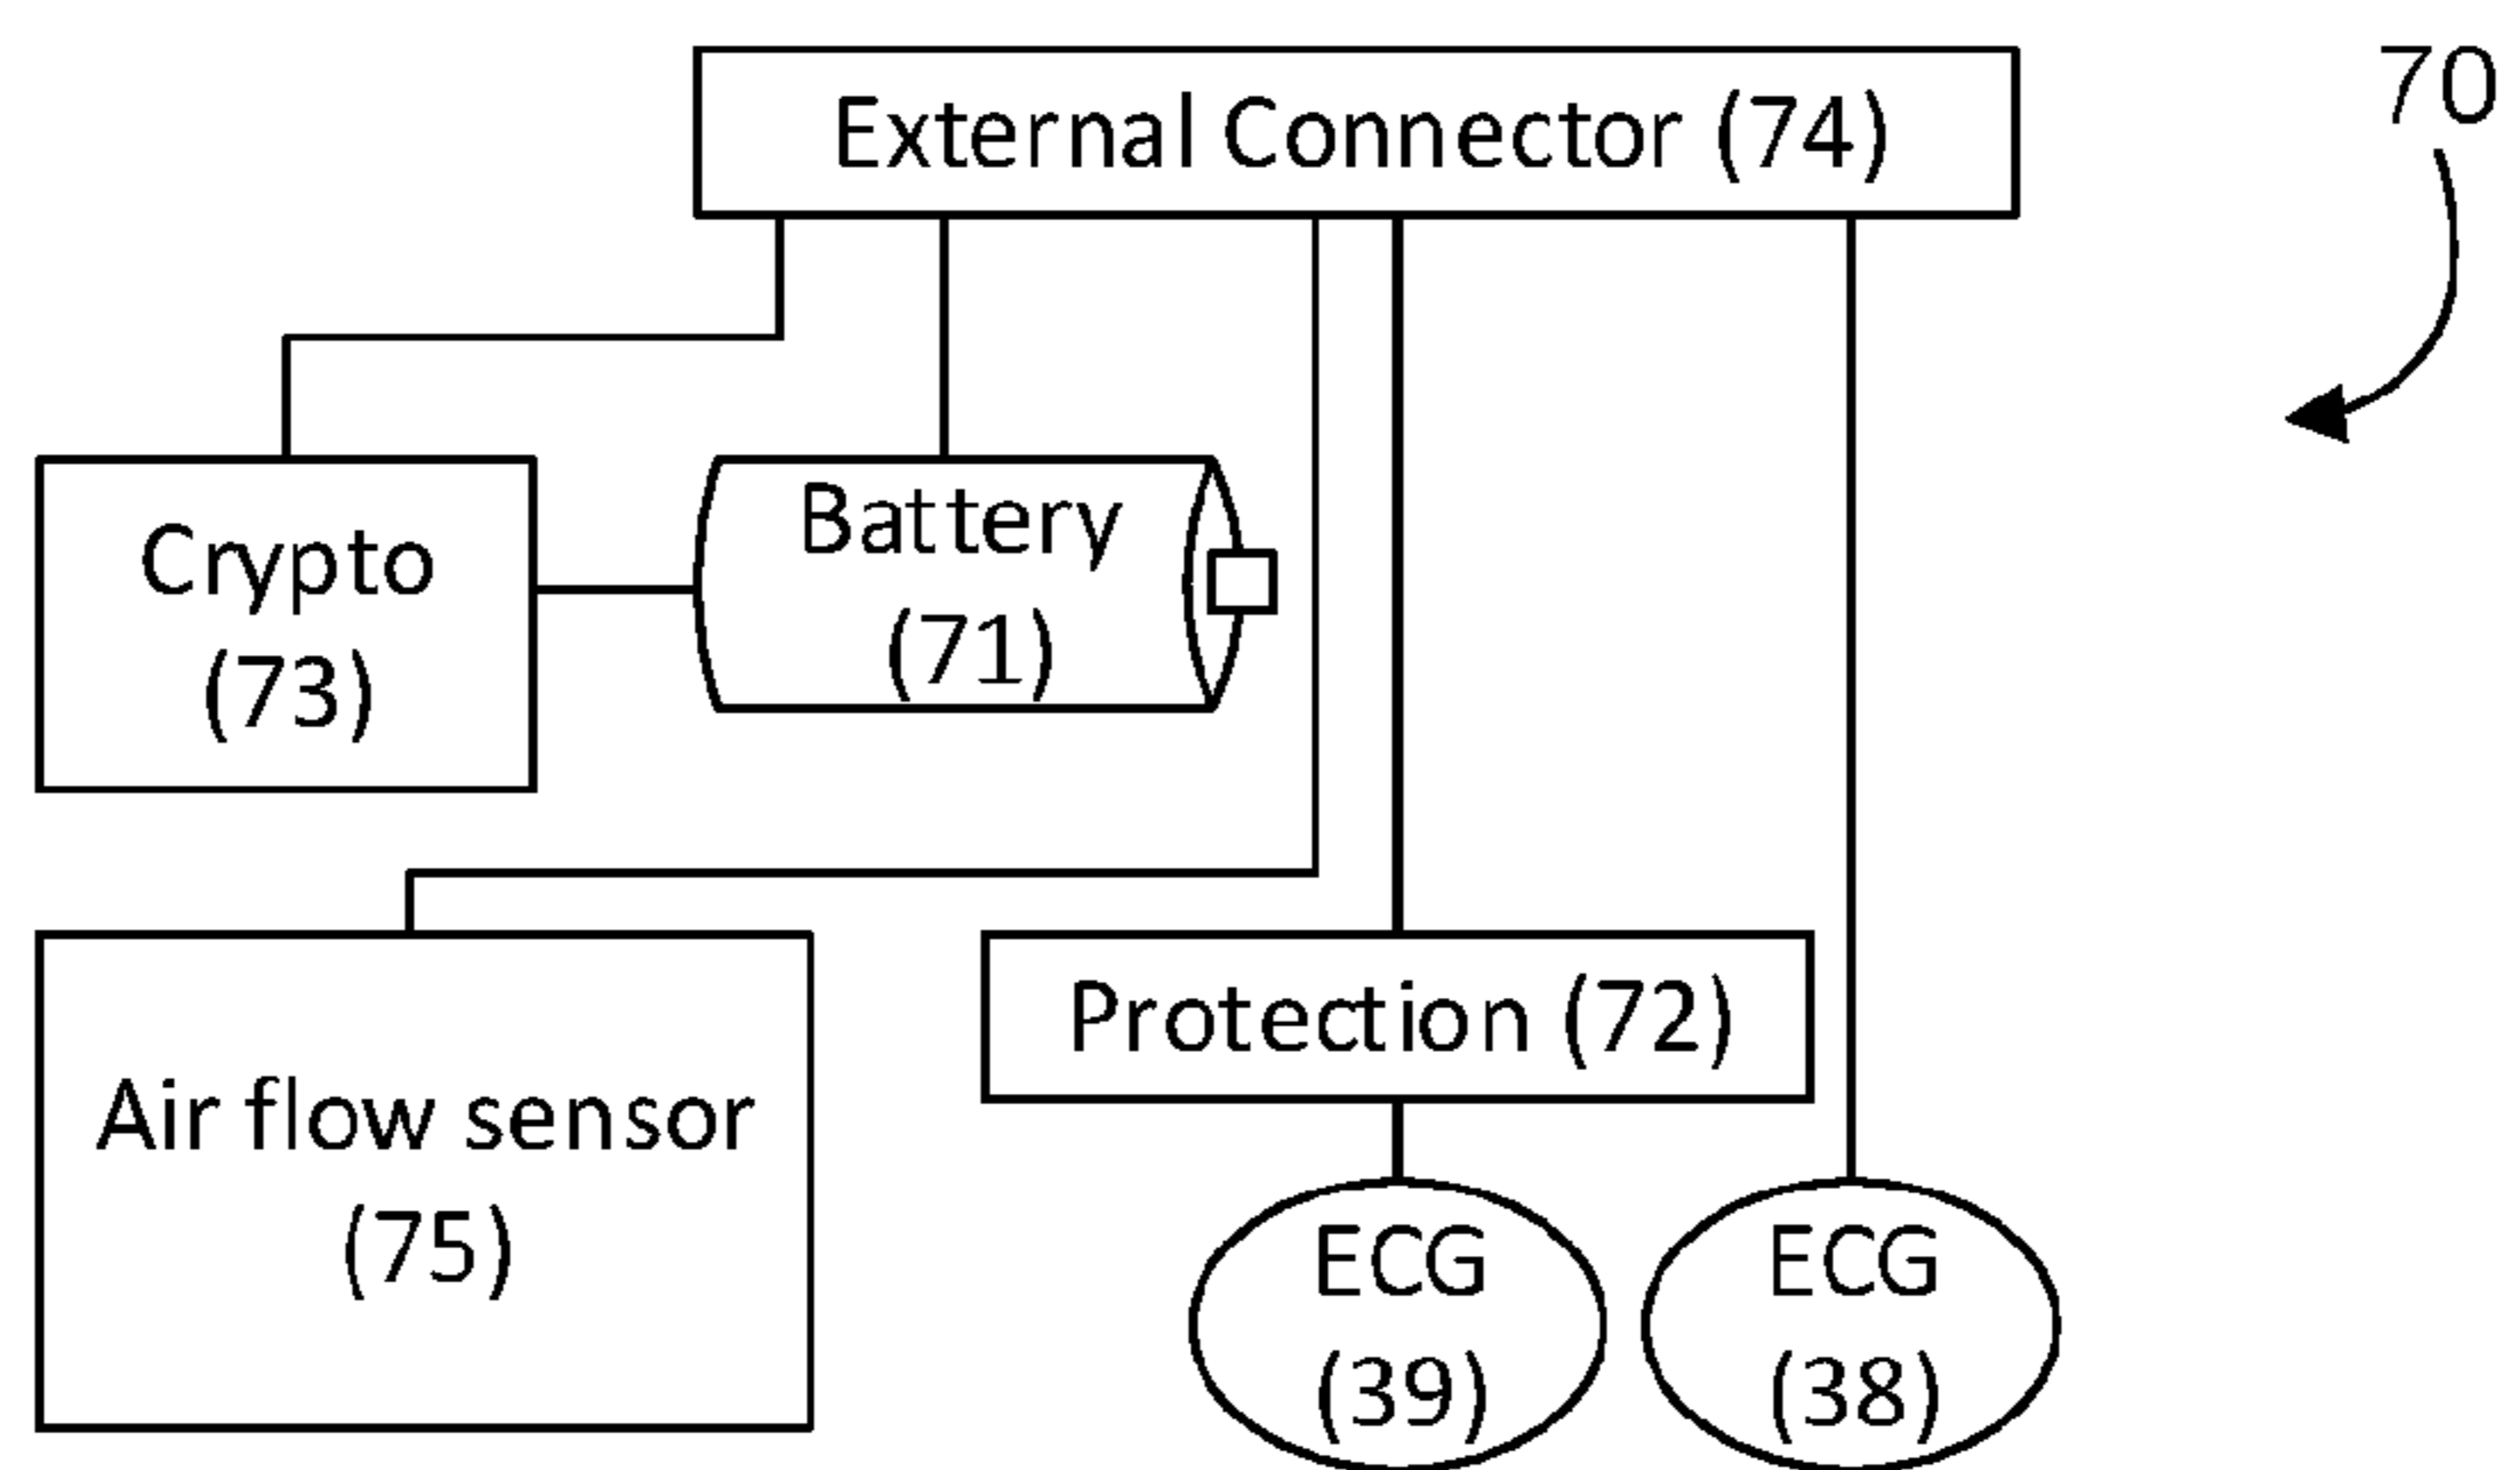 External Connector (74)
70
Crypto
(73)
Battery
(71)
Protection (72)
Air flow sensor
(75)
ECG
(39)
ECG
(38)